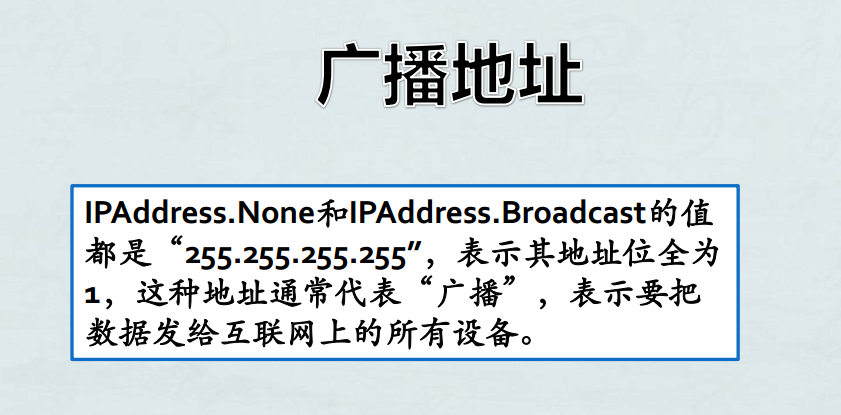 广播地址
IPAddress.None和IPAddress.Broadcast的值
都是“255.255.255.255”，表示其地址位全为
1，这种地址通常代表“广播”，表示要把
数据发给互联网上的所有设备。